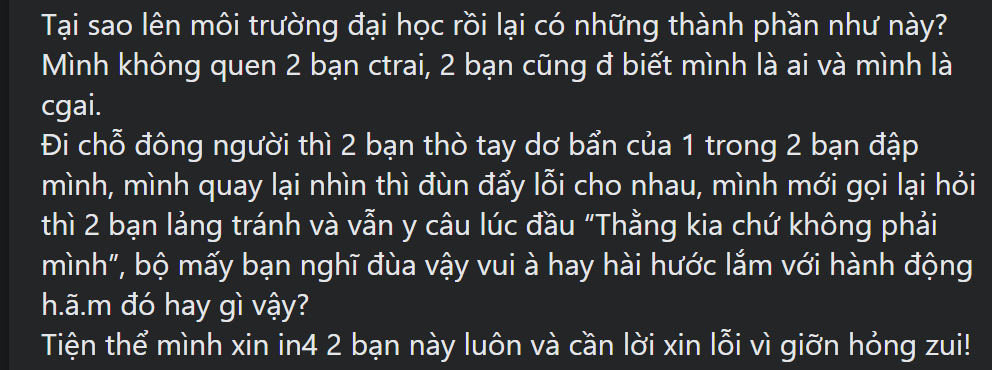 Tại sao lên môi trường đại học rồi lại có những thành phần như này?
Mình không quen 2 bạn ctrai, 2 bạn cũng đ biết mình là ai và mình là
cgai.
Đi chỗ đông người thì 2 bạn thò tay dơ bẩn của 1 trong 2 bạn đập
mình, mình quay lại nhìn thì đùn đẩy lỗi cho nhau, mình mới gọi lại hỏi
thì 2 bạn lảng tránh và vẫn y câu lúc đầu “Thằng kia chứ không phải
mình”, bộ mấy bạn nghĩ đùa vậy vui à hay hài hước lắm với hành động
h.ã.m đó hay gì vậy?
Tiện thể mình xin in4 2 bạn này luôn và cần lời xin lỗi vì giỡn hỏng zui!